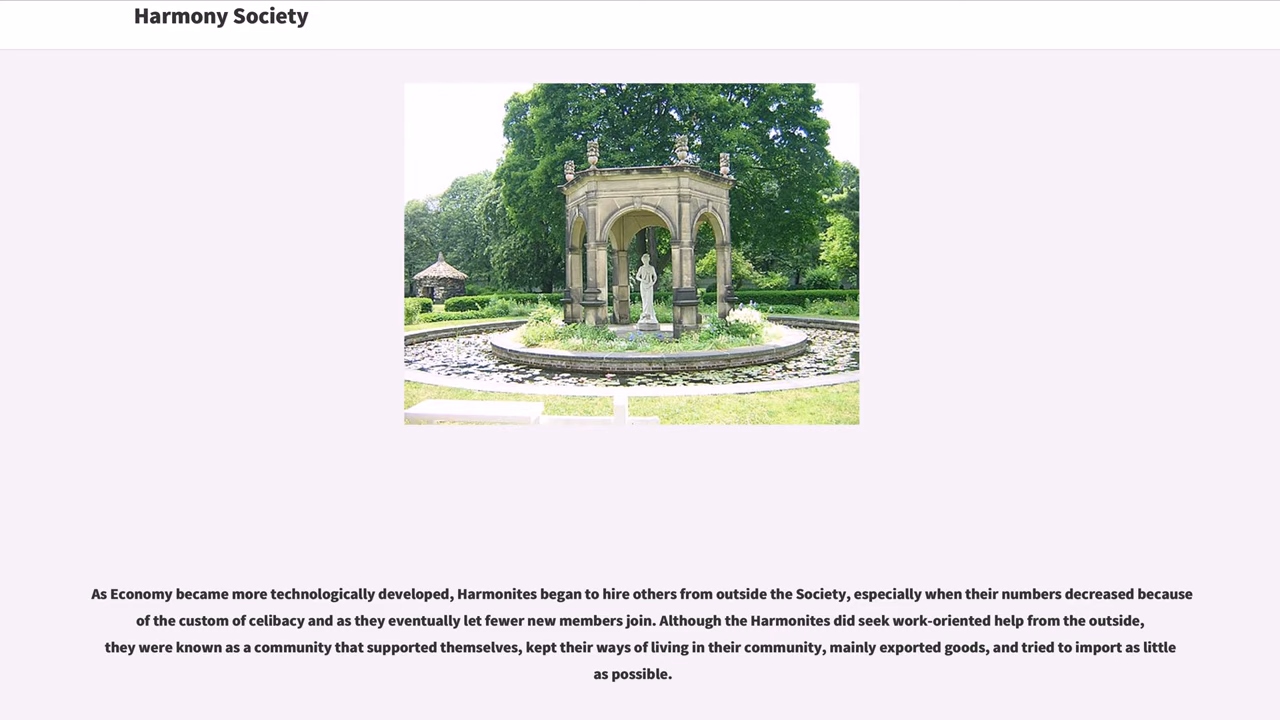 Harmony Society
As Economy became more technologically developed, Harmonites began to hire others from outside the Society, especially when their numbers decreased because
of the custom of celibacy and as they eventually let fewer new members join. Although the Harmonites did seek work-oriented help from the outside,
they were known as a community that supported themselves, kept their ways of living in their community, mainly exported goods, and tried to import as little
as possible.